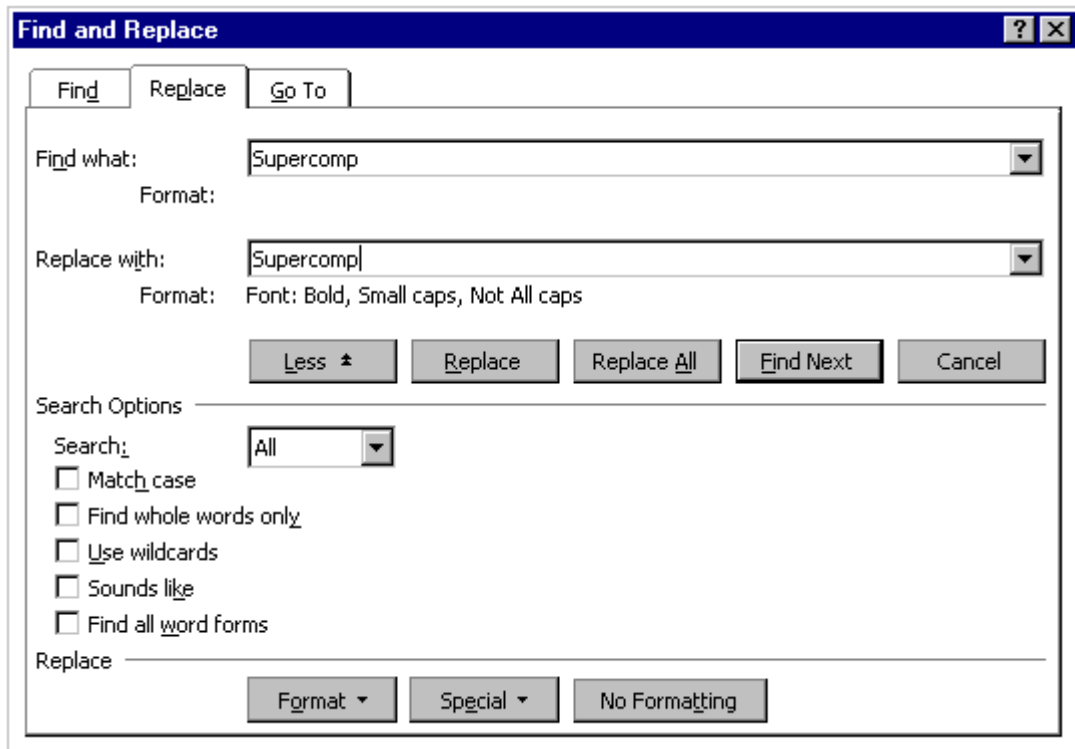 Find and Replace ?
Find Replace Go To
Find what: Supercomp
Format:
Replace with: Supercomp
Format: Font: Bold, Small caps, Not All caps
Less Replace Replace All Find Next Cancel
Search Options
Search: All
Match case
Find whole words only
Use wildcards
Sounds like
Find all word forms
Replace
Format Special No Formatting